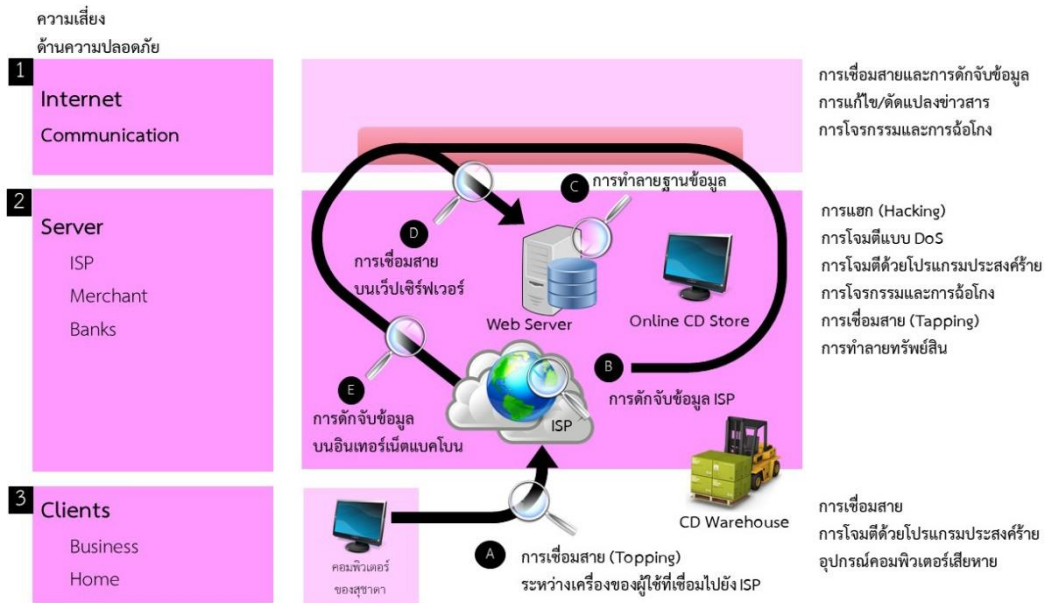 ความเสี่ยง
ด้านความปลอดภัย
1
Internet
Communication
การเชื่อมสายและการดักจับข้อมูล
การแก้ไข/ดัดแปลงข่าวสาร
การโจรกรรมและการฉ้อโกง
2
Server
ISP
Merchant
Banks
C
การทำลายฐานข้อมูล
D
การเชื่อมสาย
บนเว็ปเซิร์ฟเวอร์
Web Server
Online CD Store
E
การดักจับข้อมูล
บนอินเทอร์เน็ตแบคโบน
ISP
B
การดักจับข้อมูล ISP
การแฮก (Hacking)
การโจมตีแบบ DoS
การโจมตีด้วยโปรแกรมประสงค์ร้าย
การโจรกรรมและการฉ้อโกง
การเชื่อมสาย (Tapping)
การทำลายทรัพย์สิน
3
Clients
Business
Home
คอมพิวเตอร์
ของสุชาดา
A
การเชื่อมสาย (Topping)
ระหว่างเครื่องของผู้ใช้ที่เชื่อมไปยัง ISP
CD Warehouse
การเชื่อมสาย
การโจมตีด้วยโปรแกรมประสงค์ร้าย
อุปกรณ์คอมพิวเตอร์เสียหาย